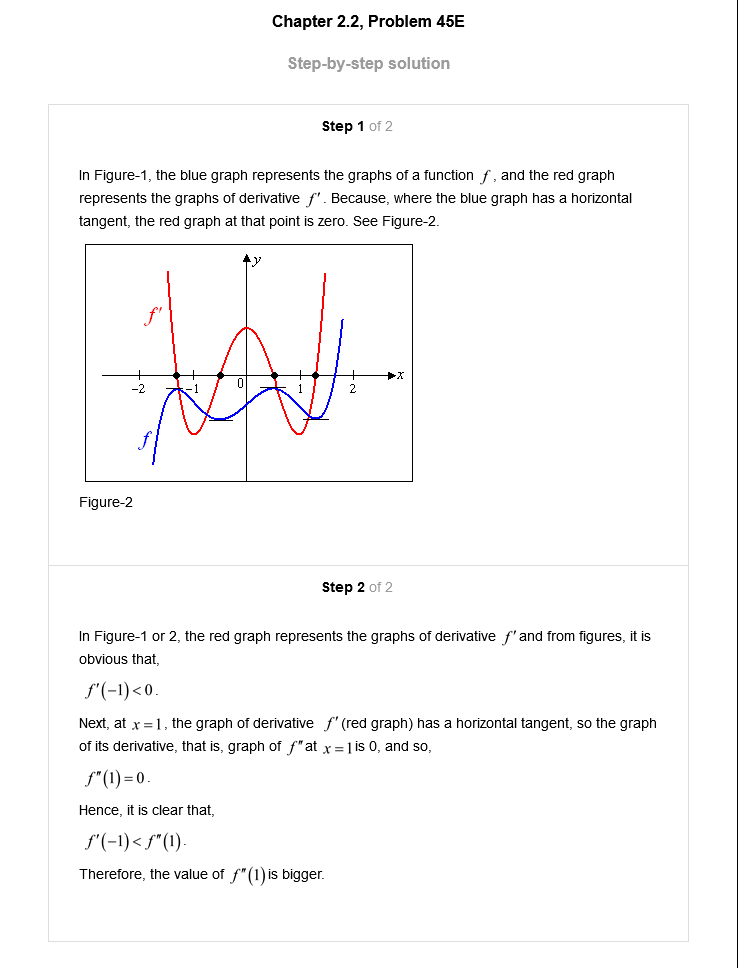 Chapter 2.2, Problem 45E
Step-by-step solution
Step 1 of 2
In Figure-1, the blue graph represents the graphs of a function f , and the red graph
represents the graphs of derivative f′ . Because, where the blue graph has a horizontal
tangent, the red graph at that point is zero. See Figure-2.
y
f′
x
-2
-1
0
1
2
f
Figure-2
Step 2 of 2
In Figure-1 or 2, the red graph represents the graphs of derivative f′ and from figures, it is
obvious that,
f′(−1) < 0 .
Next, at x = 1 , the graph of derivative f′ (red graph) has a horizontal tangent, so the graph
of its derivative, that is, graph of f″ at x = 1 is 0, and so,
f″(1) = 0 .
Hence, it is clear that,
f′(−1) < f″(1) .
Therefore, the value of f″(1) is bigger.